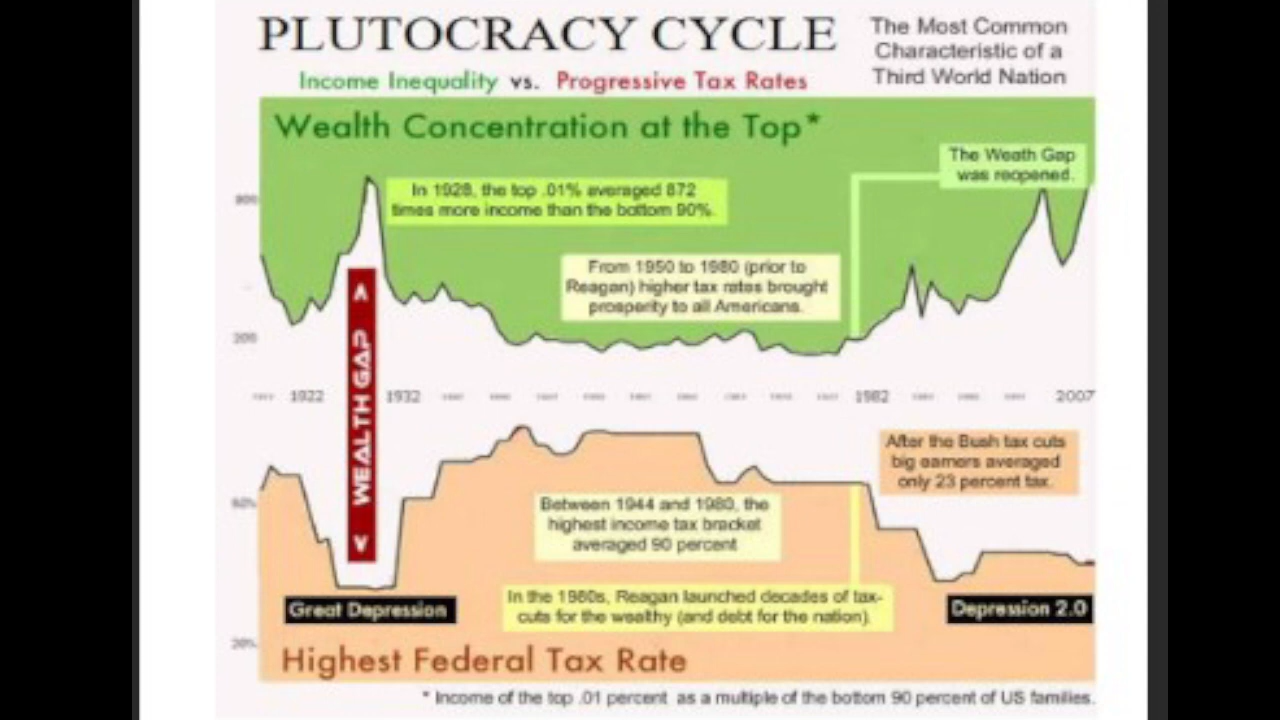 PLUTOCRACY CYCLE
Income Inequality vs. Progressive Tax Rates
The Most Common
Characteristic of a
Third World Nation
Wealth Concentration at the Top*
The Weath Gap
was reopened.
In 1928, the top .01% averaged 872
times more income than the bottom 90%.
From 1950 to 1980 (prior to
Reagan) higher tax rates brought
prosperity to all Americans.
WEALTH GAP
1922 1932 1982 2007
After the Bush tax cuts
big earners averaged
only 23 percent tax.
Between 1944 and 1980, the
highest income tax bracket
averaged 90 percent
In the 1980s, Reagan launched decades of tax-
cuts for the wealthy (and debt for the nation).
Great Depression
Depression 2.0
Highest Federal Tax Rate
* Income of the top .01 percent as a multiple of the bottom 90 percent of US families.